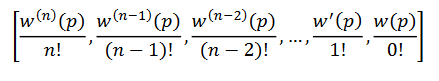 [w^{(n)}(p)/n!, w^{(n-1)}(p)/(n-1)!, w^{(n-2)}(p)/(n-2)!, ..., w'(p)/1!, w(p)/0!]